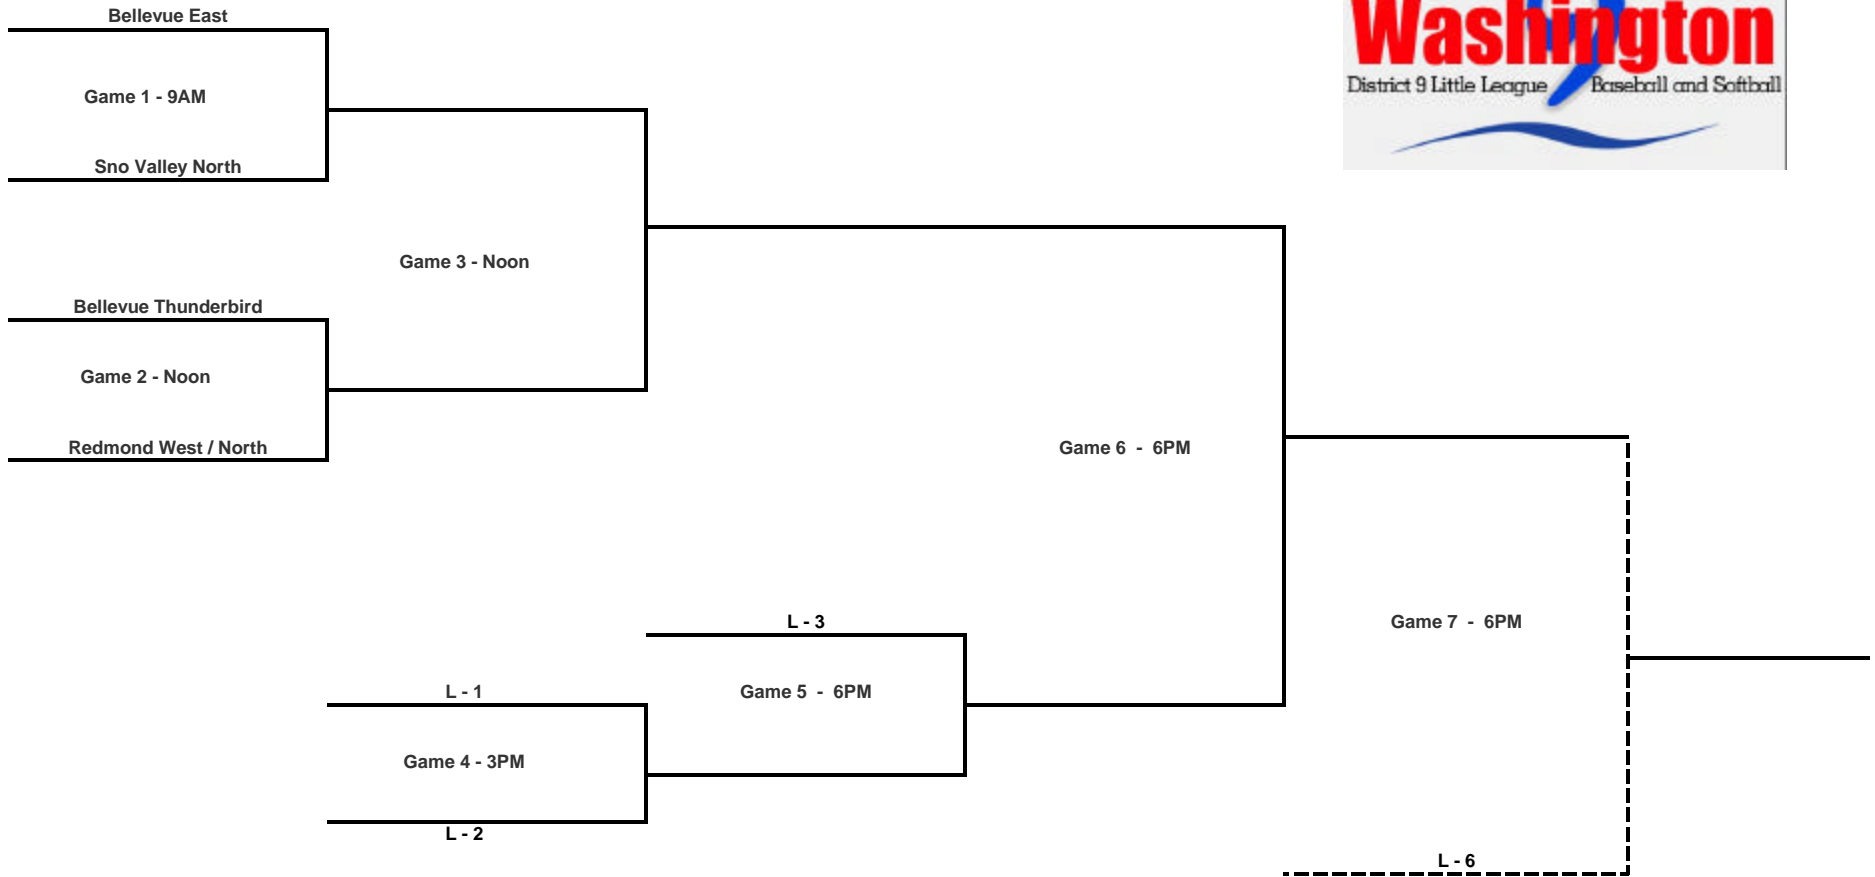 Bellevue East
Washington
District 9 Little League Baseball and Softball
Game 1 - 9AM
Sno Valley North
Game 3 - Noon
Bellevue Thunderbird
Game 2 - Noon
Redmond West / North
Game 6 - 6PM
L - 3
Game 7 - 6PM
L - 1
Game 5 - 6PM
Game 4 - 3PM
L - 2
L - 6